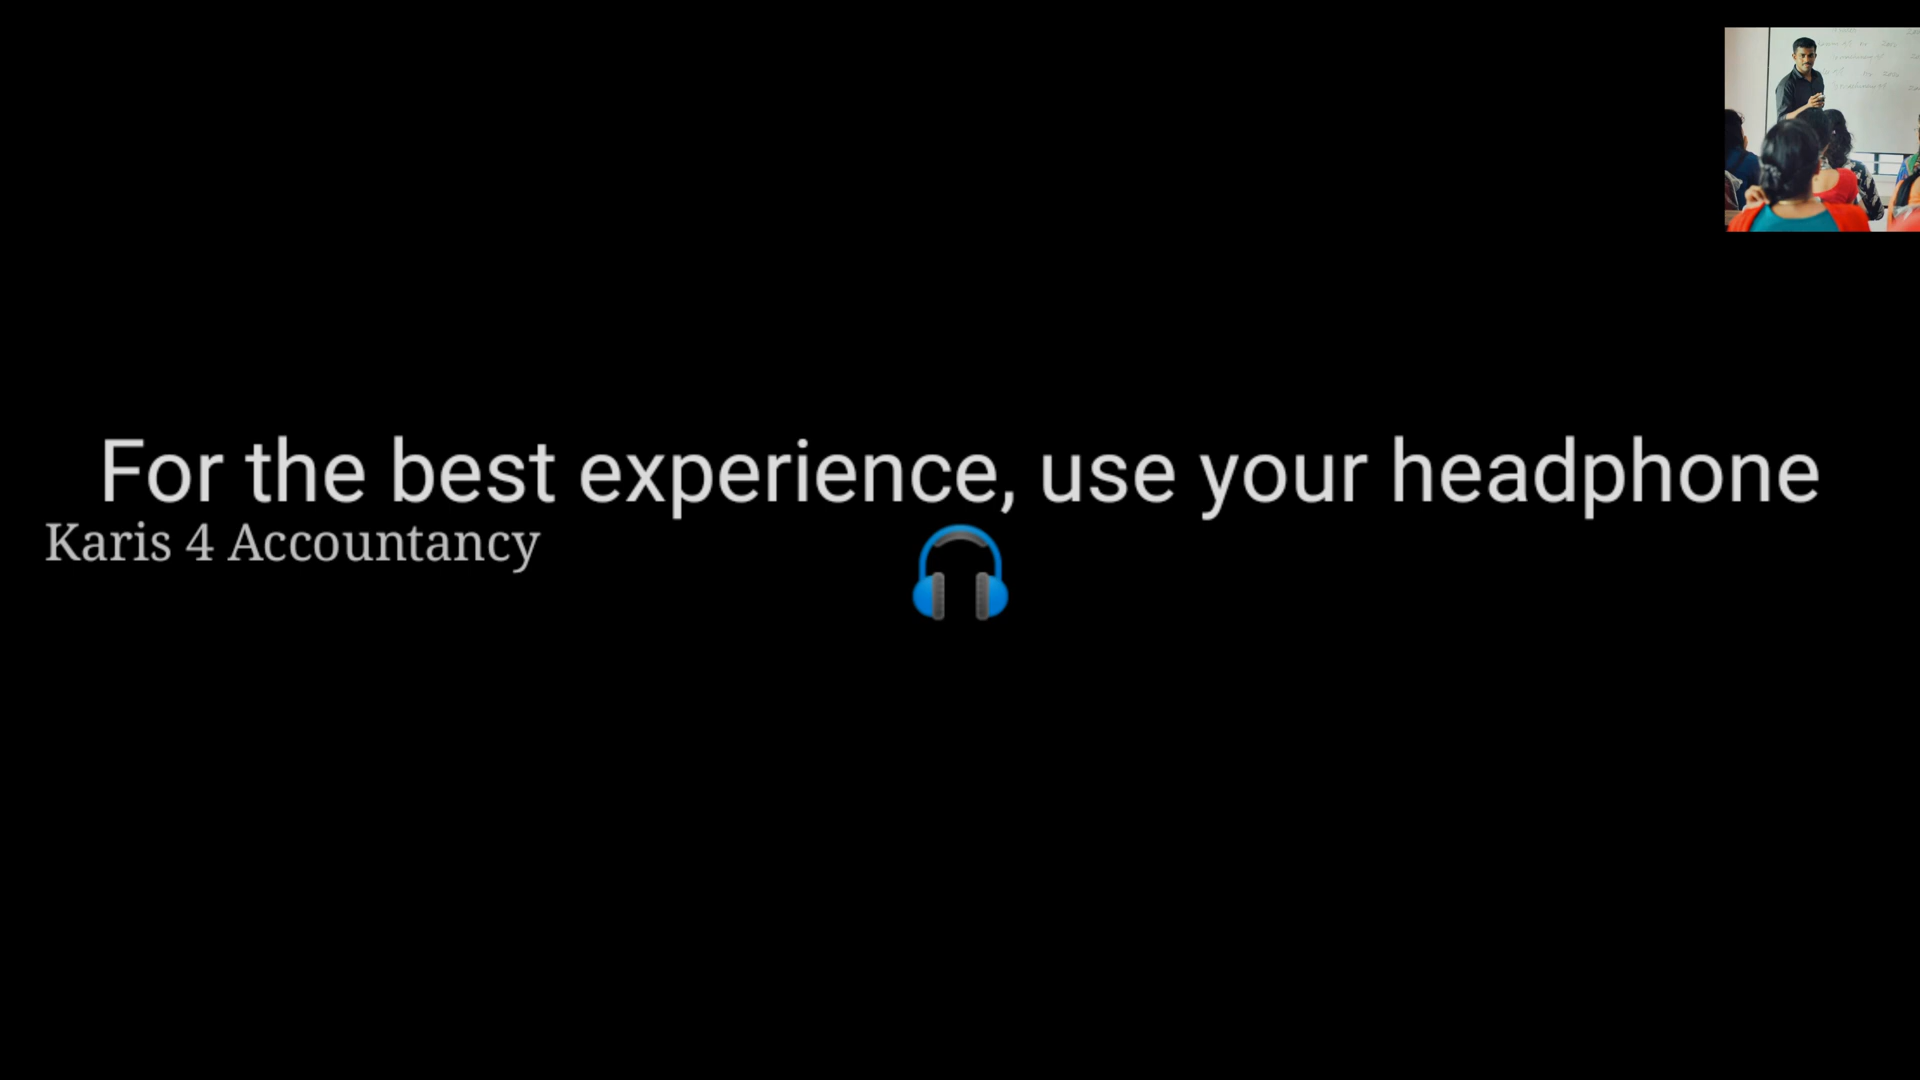 For the best experience, use your headphone
Karis 4 Accountancy